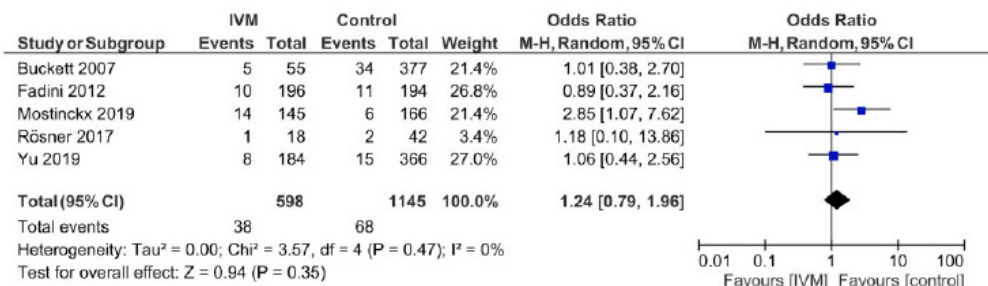 IVM Control Odds Ratio Odds Ratio
Study or Subgroup Events Total Events Total Weight M-H, Random, 95% CI M-H, Random, 95% CI
Buckett 2007 5 55 34 377 21.4% 1.01 [0.38, 2.70]
Fadini 2012 10 196 11 194 26.8% 0.89 [0.37, 2.16]
Mostinckx 2019 14 145 6 166 21.4% 2.85 [1.07, 7.62]
Rösner 2017 1 18 2 42 3.4% 1.18 [0.10, 13.86]
Yu 2019 8 184 15 366 27.0% 1.06 [0.44, 2.56]
Total (95% CI) 598 1145 100.0% 1.24 [0.79, 1.96]
Total events 38 68
Heterogeneity: Tau² = 0.00; Chi² = 3.57, df = 4 (P = 0.47); I² = 0%
Test for overall effect: Z = 0.94 (P = 0.35)
0.01 0.1 1 10 100
Favours [IVM] Favours [control]